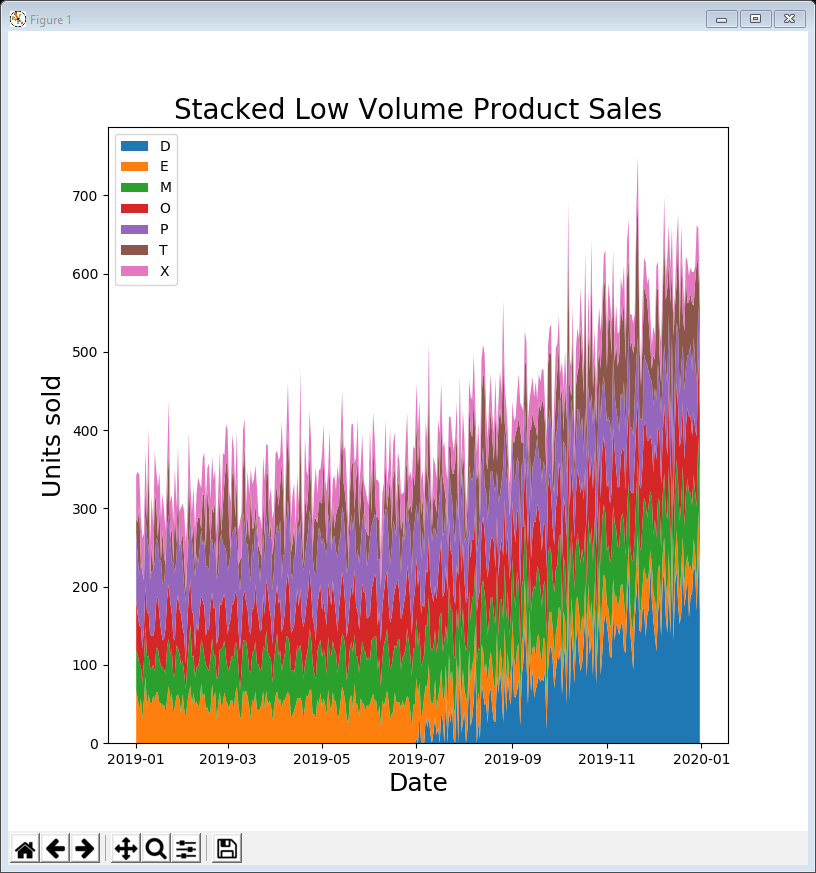 Figure 1
Stacked Low Volume Product Sales
D
E
M
O
P
T
X
700
600
500
400
300
200
100
0
Units sold
2019-01 2019-03 2019-05 2019-07 2019-09 2019-11 2020-01
Date